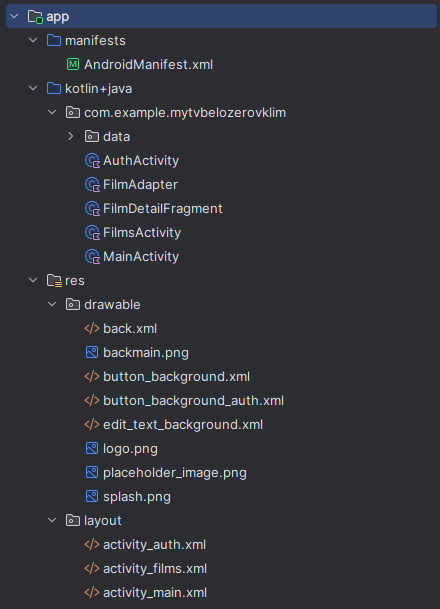 app
manifests
AndroidManifest.xml
kotlin+java
com.example.mytvbelozerovklim
data
AuthActivity
FilmAdapter
FilmDetailFragment
FilmsActivity
MainActivity
res
drawable
back.xml
backmain.png
button_background.xml
button_background_auth.xml
edit_text_background.xml
logo.png
placeholder_image.png
splash.png
layout
activity_auth.xml
activity_films.xml
activity_main.xml